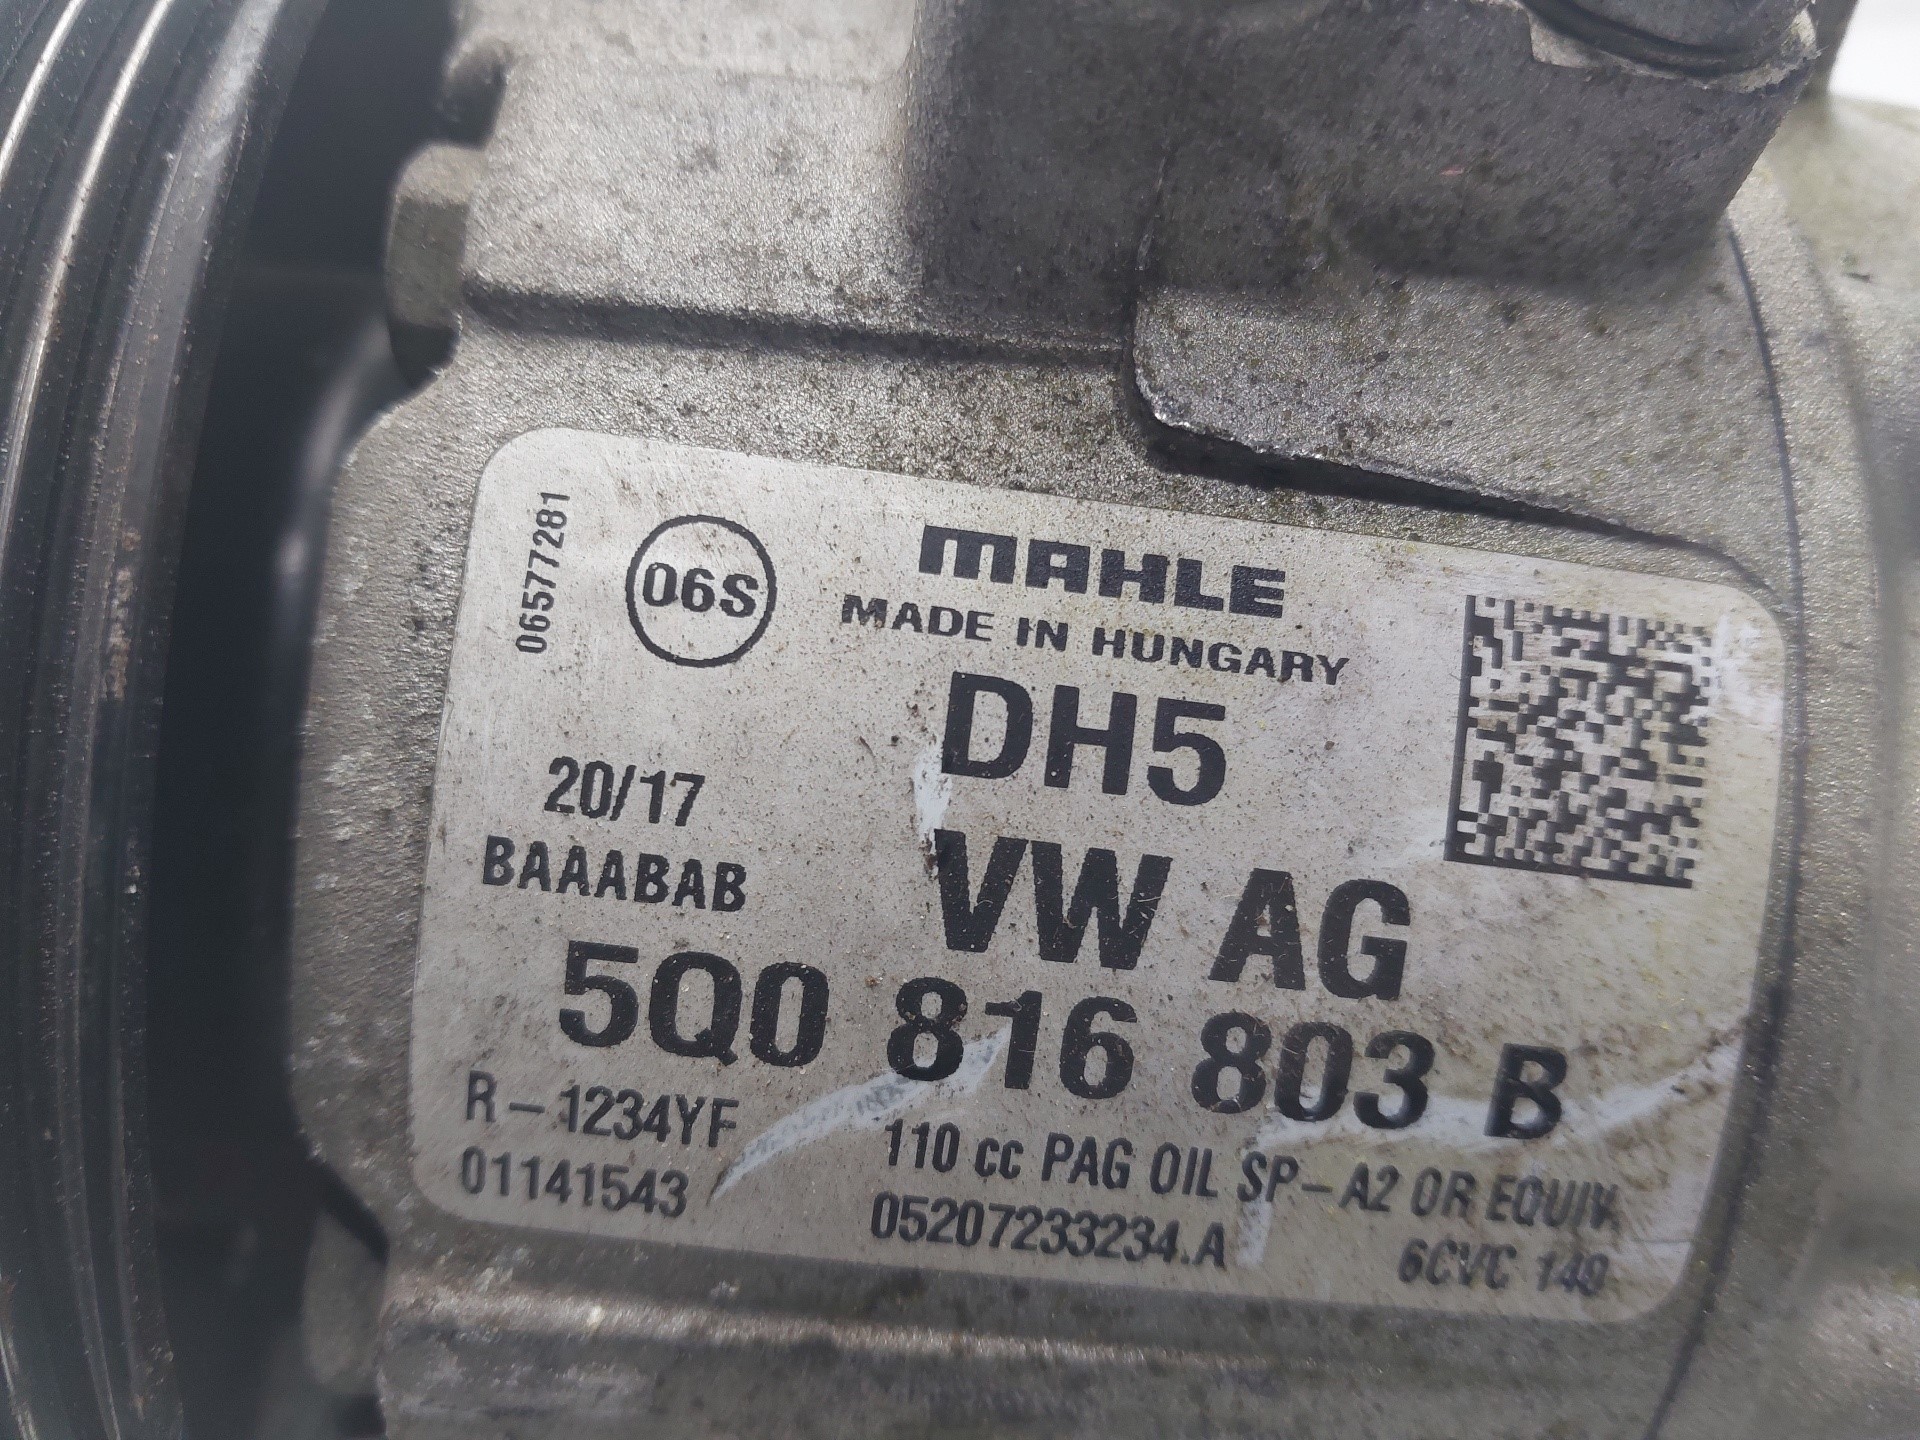 06577281
06S
MAHLE
MADE IN HUNGARY
DH5
20/17
BAAABAB
VW AG
5Q0 816 803 B
R-1234YF
110 cc PAG OIL SP-A2 OR EQUIV.
01141543
05207233234.A
6CVC 140